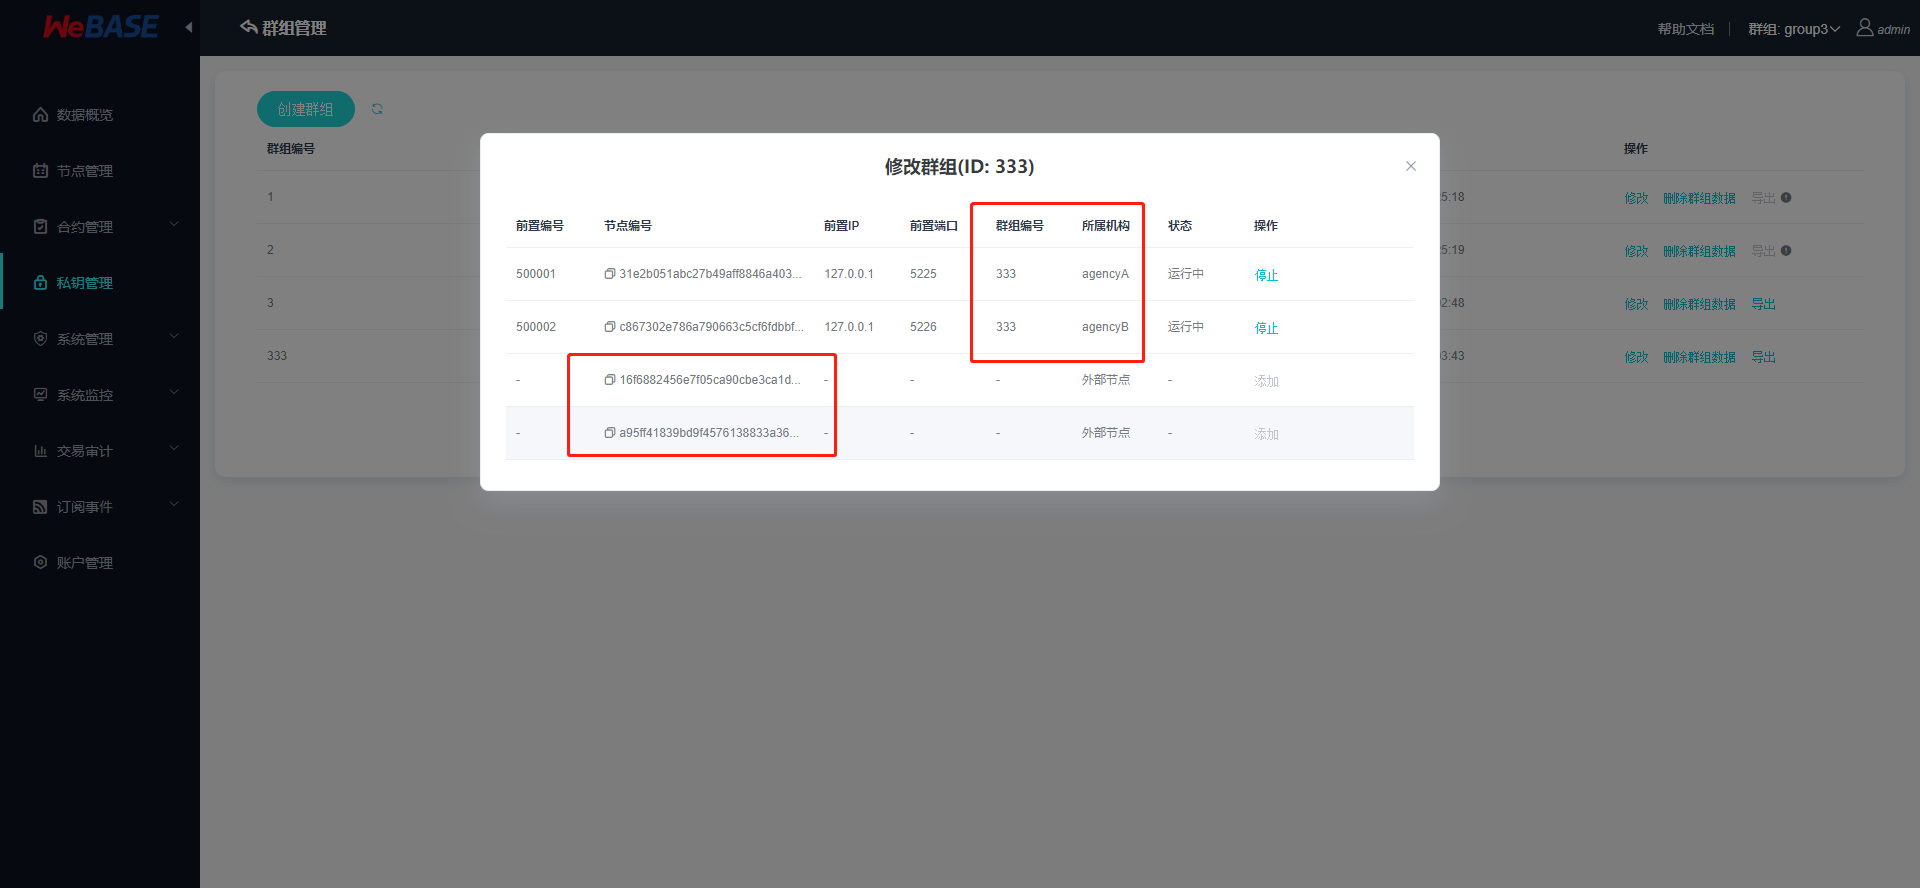 WeBASE
群组管理
帮助文档
群组: group3
admin
数据概览
节点管理
合约管理
私钥管理
系统管理
系统监控
交易审计
订阅事件
账户管理
创建群组
群组编号 操作
1 5:18 修改 删除群组数据 导出
2 5:19 修改 删除群组数据 导出
3 2:48 修改 删除群组数据 导出
333 3:43 修改 删除群组数据 导出
修改群组(ID: 333)
前置编号 节点编号 前置IP 前置端口 群组编号 所属机构 状态 操作
500001 31e2b051abc27b49aff8846a403... 127.0.0.1 5225 333 agencyA 运行中 停止
500002 c867302e786a790663c5cf6fdbbf... 127.0.0.1 5226 333 agencyB 运行中 停止
- 16f6882456e7f05ca90cbe3ca1d... - - - 外部节点 - 添加
- a95ff41839bd9f4576138833a36... - - - 外部节点 - 添加